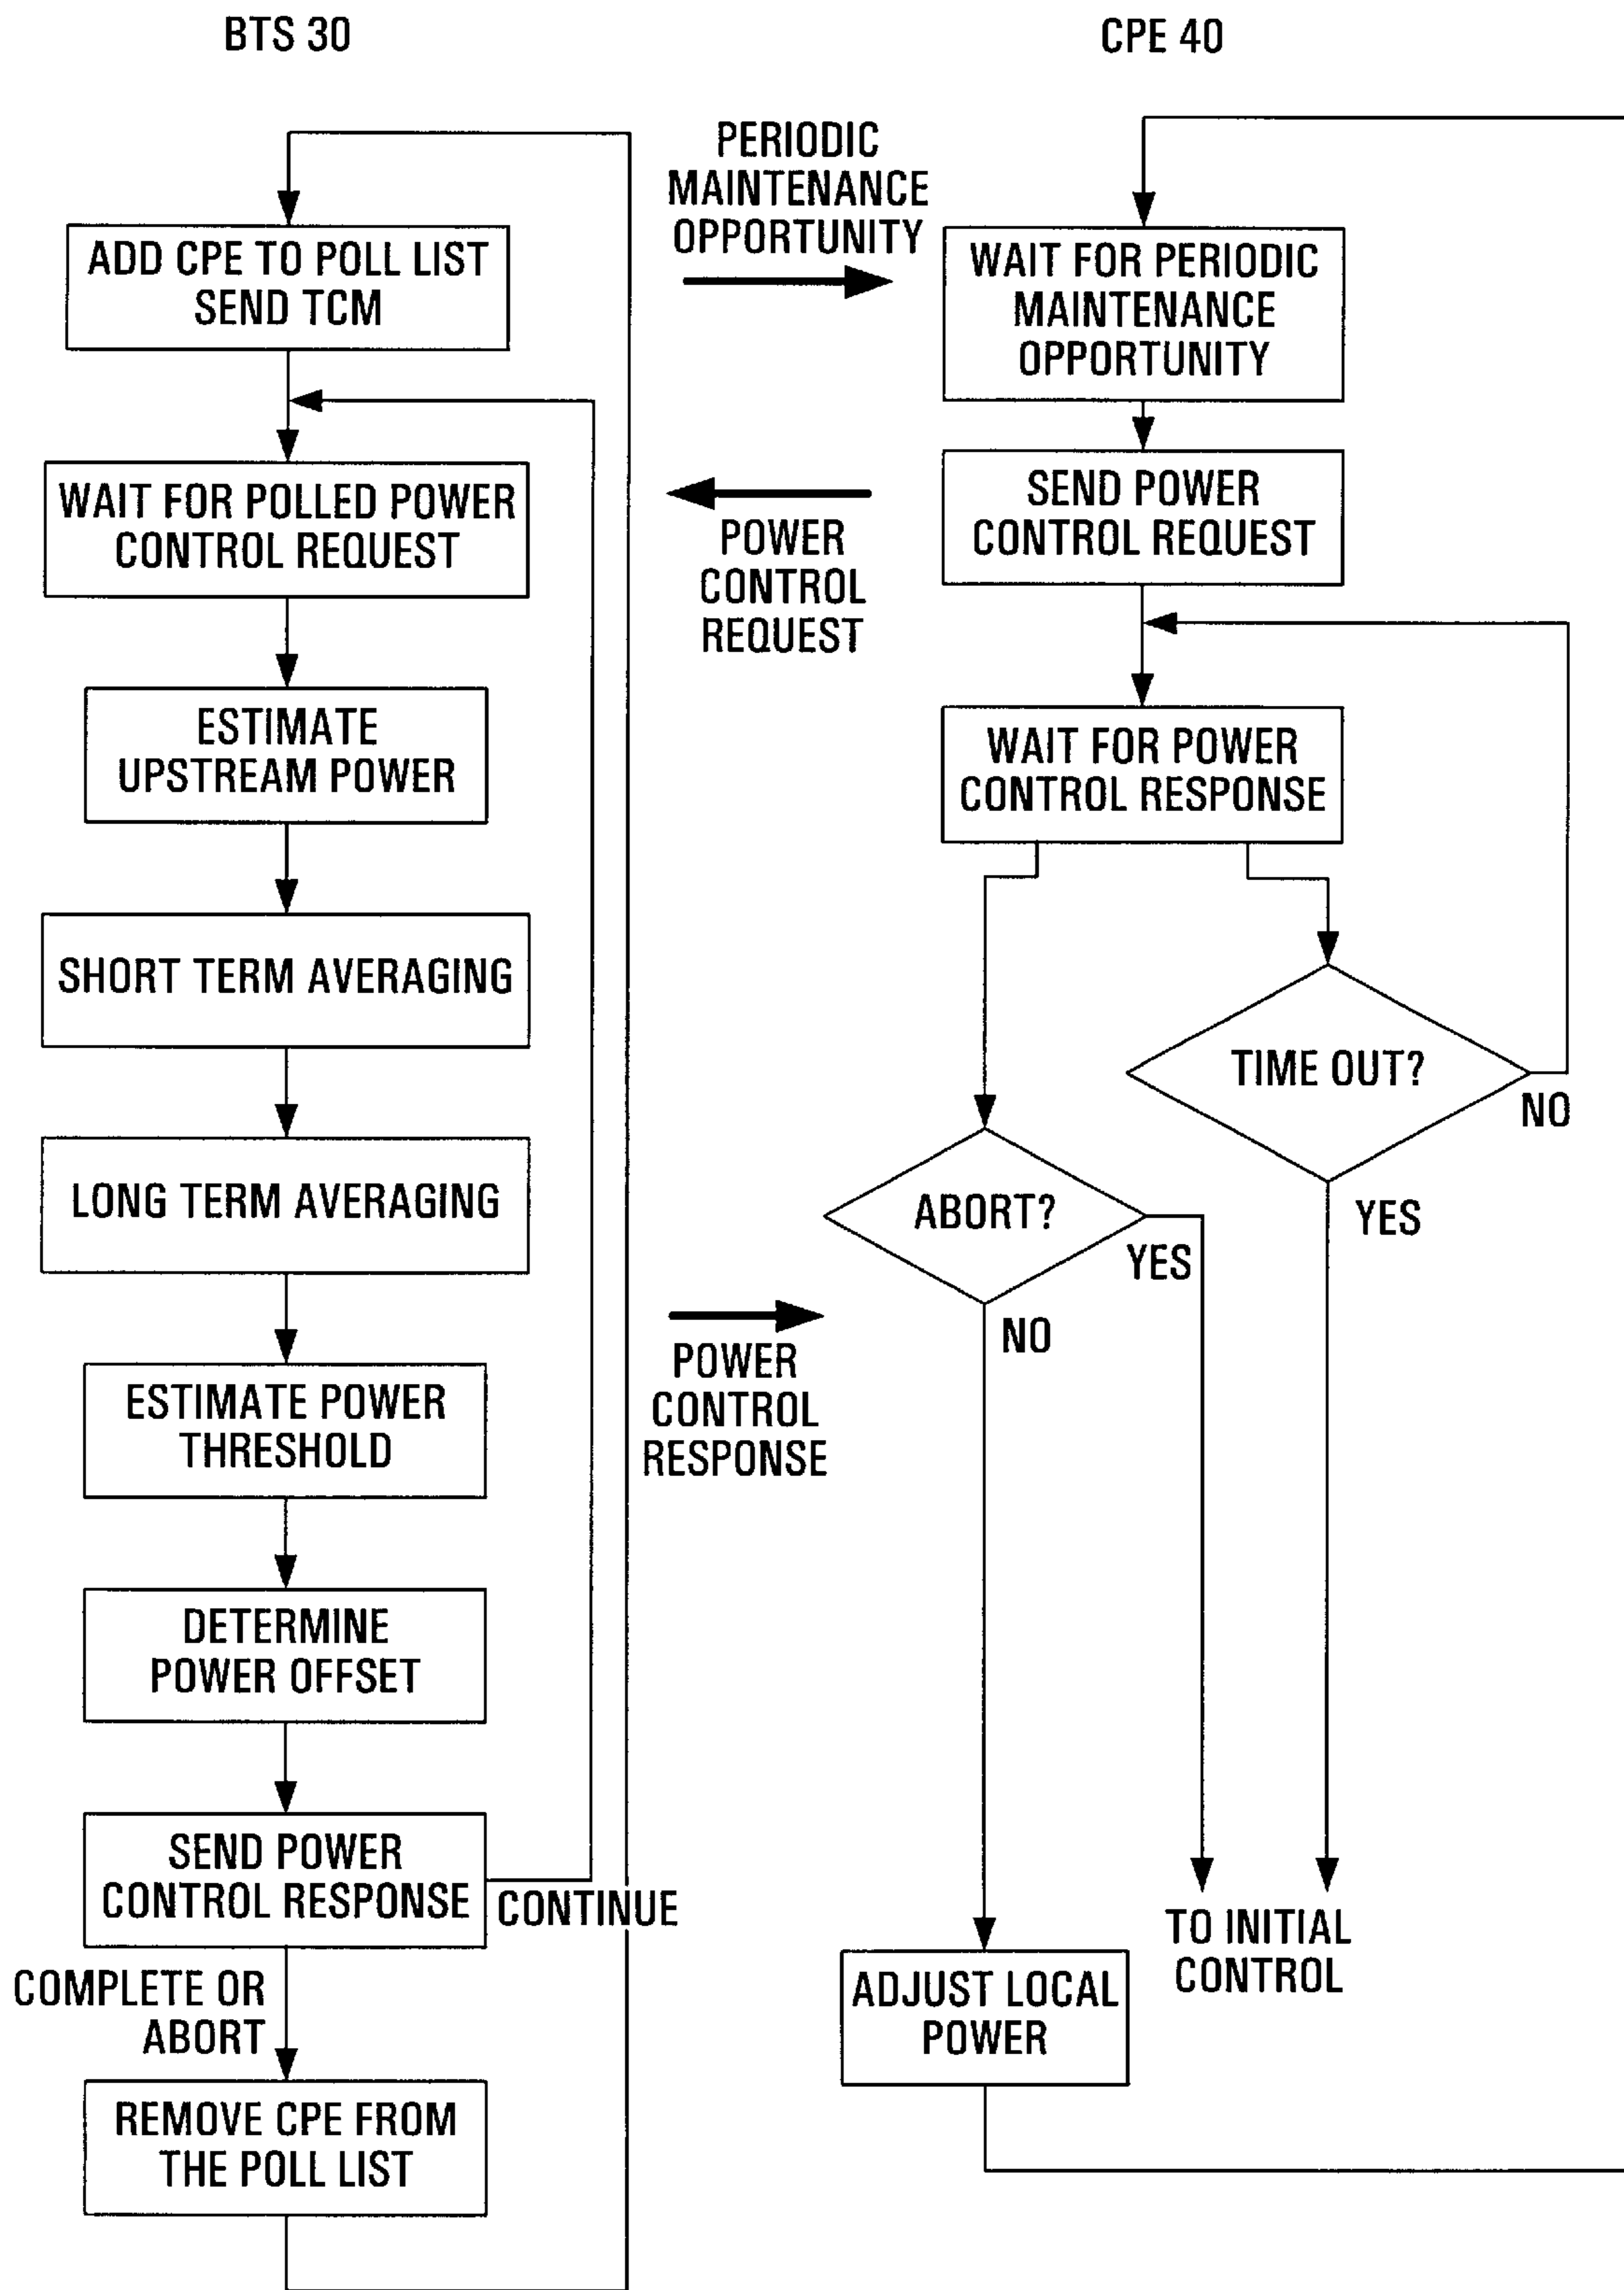 BTS 30
CPE 40
PERIODIC
MAINTENANCE
OPPORTUNITY
ADD CPE TO POLL LIST
SEND TCM
WAIT FOR PERIODIC
MAINTENANCE
OPPORTUNITY
WAIT FOR POLLED POWER
CONTROL REQUEST
POWER
CONTROL
REQUEST
SEND POWER
CONTROL REQUEST
ESTIMATE
UPSTREAM POWER
WAIT FOR POWER
CONTROL RESPONSE
SHORT TERM AVERAGING
TIME OUT?
NO
YES
LONG TERM AVERAGING
ABORT?
YES
NO
POWER
CONTROL
RESPONSE
ESTIMATE POWER
THRESHOLD
DETERMINE
POWER OFFSET
SEND POWER
CONTROL RESPONSE
CONTINUE
TO INITIAL
CONTROL
COMPLETE OR
ABORT
ADJUST LOCAL
POWER
REMOVE CPE FROM
THE POLL LIST